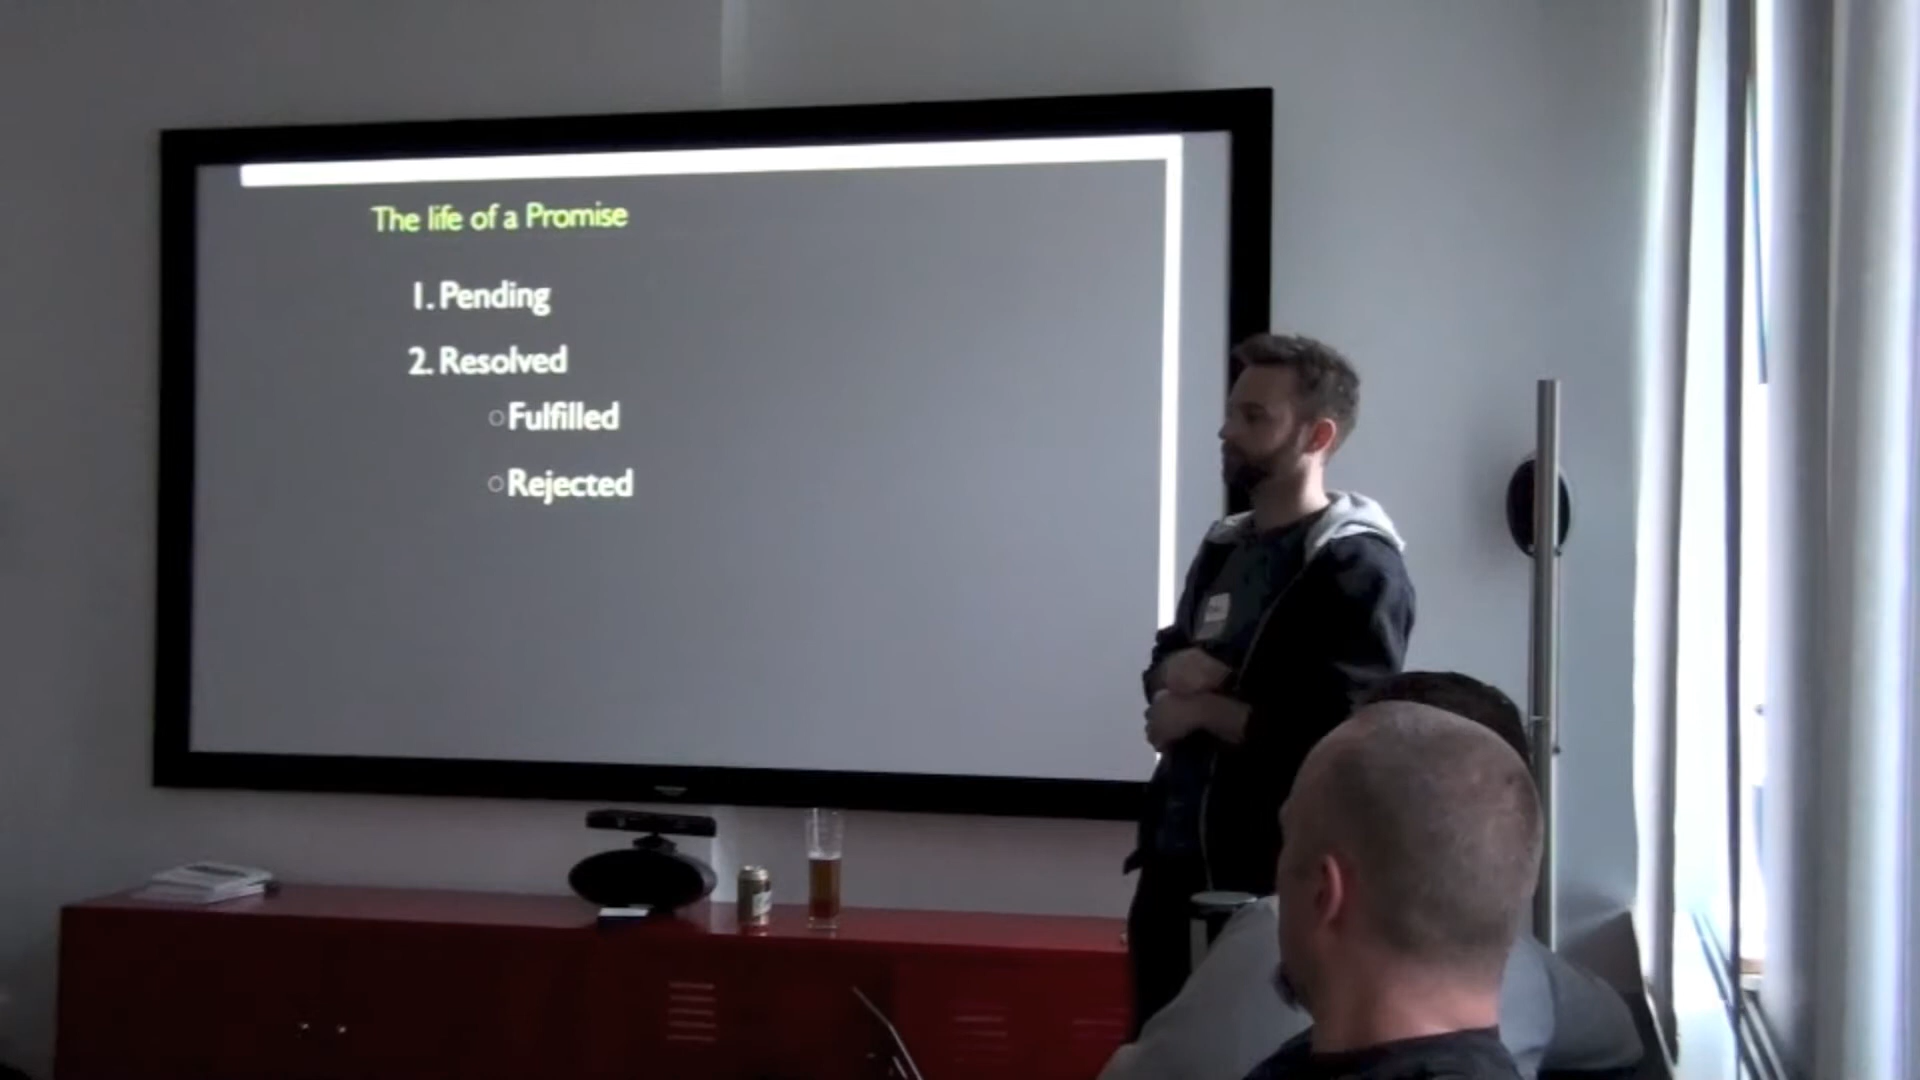 The life of a Promise
1. Pending
2. Resolved
○ Fulfilled
○ Rejected